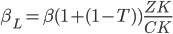 β_L = β(1 + (1 − T)) ZK/CK